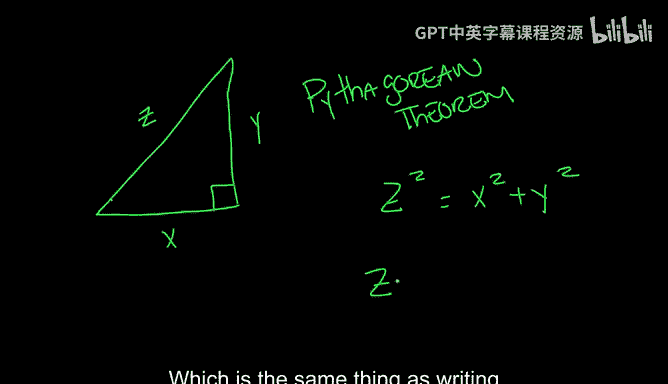 GPT中英字幕课程资源 bilibili
PythAgOREAN
THEOREM
z
y
z² = x² + y²
x
z·
Which is the same thing as writing